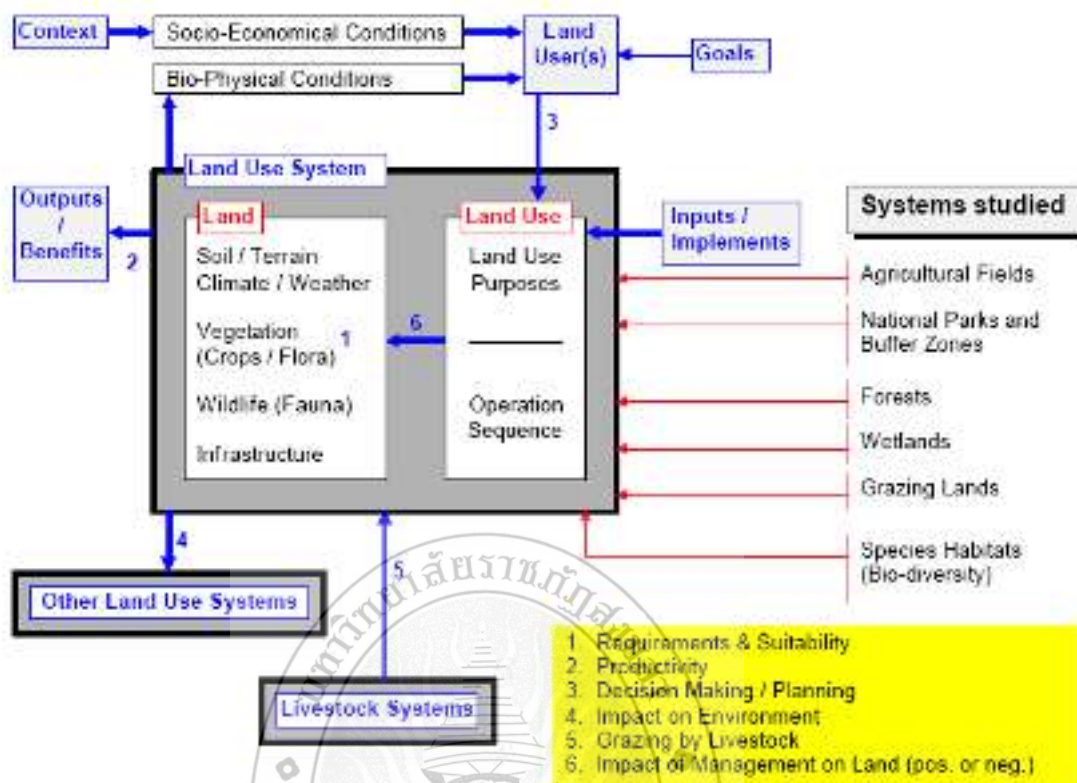 Context
Socio-Economical Conditions
Land
User(s)
Goals
Bio-Physical Conditions
3
Land Use System
Outputs
/
Benefits
2
Land
Soil / Terrain
Climate / Weather
Vegetation
(Crops / Flora)
1
Wildlife (Fauna)
Infrastructure
6
Land Use
Land Use
Purposes
Operation
Sequence
Inputs /
Implements
Systems studied
Agricultural Fields
National Parks and
Buffer Zones
Forests
Wetlands
Grazing Lands
Species Habitats
(Bio-diversity)
4
5
Other Land Use Systems
Livestock Systems
1 Requirements & Suitability
2. Productivity
3. Decision Making / Planning
4. Impact on Environment
5. Grazing by Livestock
6. Impact of Management on Land (pos. or neg.)